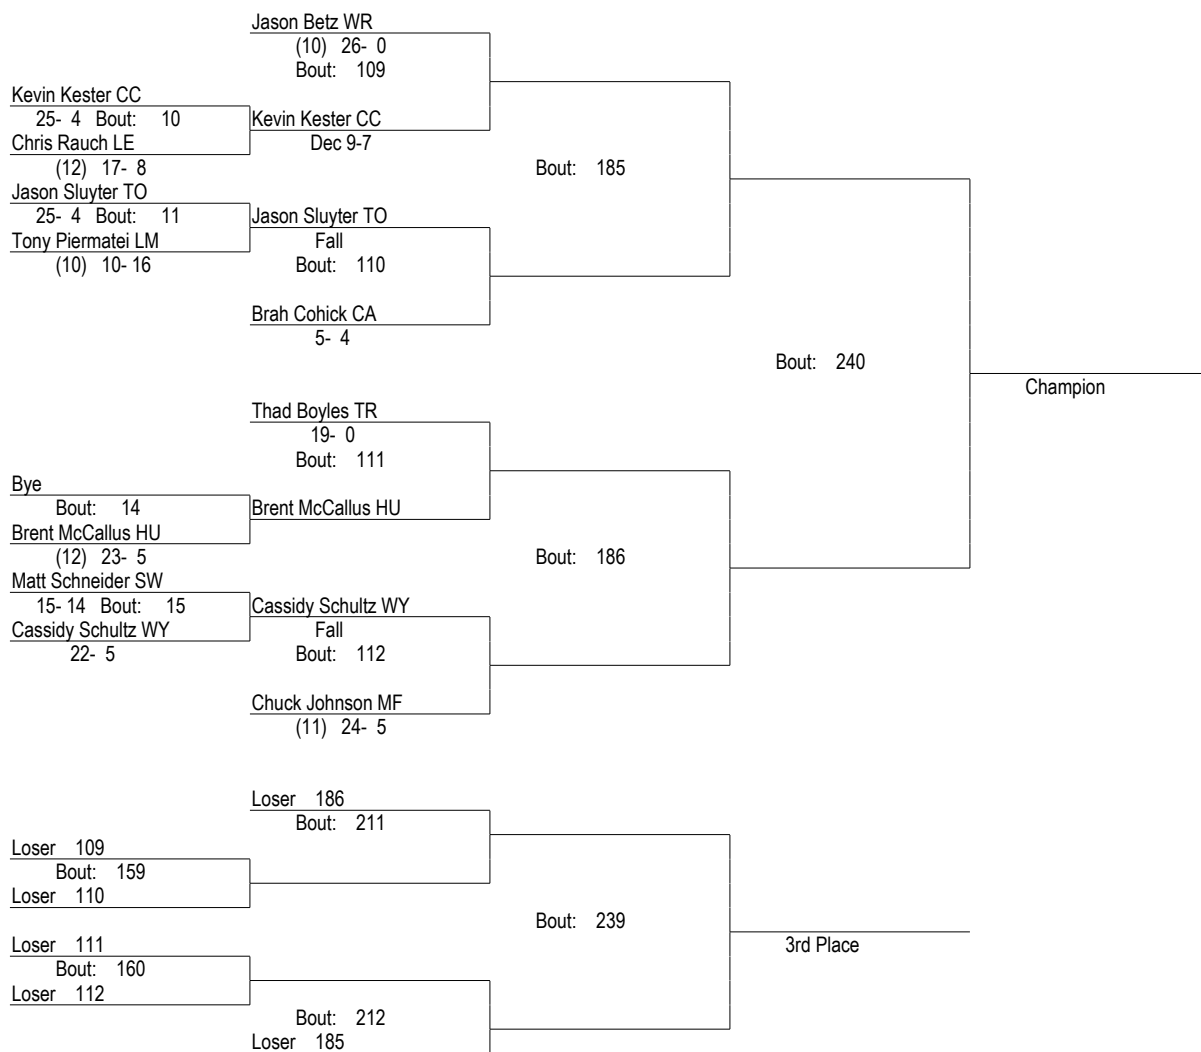 Jason Betz WR
(10) 26- 0
Bout: 109
Kevin Kester CC
25- 4 Bout: 10
Kevin Kester CC
Chris Rauch LE
Dec 9-7
(12) 17- 8
Bout: 185
Jason Sluyter TO
25- 4 Bout: 11
Jason Sluyter TO
Tony Piermatei LM
Fall
(10) 10- 16
Bout: 110
Brah Cohick CA
5- 4
Bout: 240
Champion
Thad Boyles TR
19- 0
Bout: 111
Bye
Bout: 14
Brent McCallus HU
Brent McCallus HU
(12) 23- 5
Bout: 186
Matt Schneider SW
15- 14 Bout: 15
Cassidy Schultz WY
Cassidy Schultz WY
Fall
22- 5
Bout: 112
Chuck Johnson MF
(11) 24- 5
Loser 186
Bout: 211
Loser 109
Bout: 159
Loser 110
Bout: 239
Loser 111
3rd Place
Bout: 160
Loser 112
Bout: 212
Loser 185